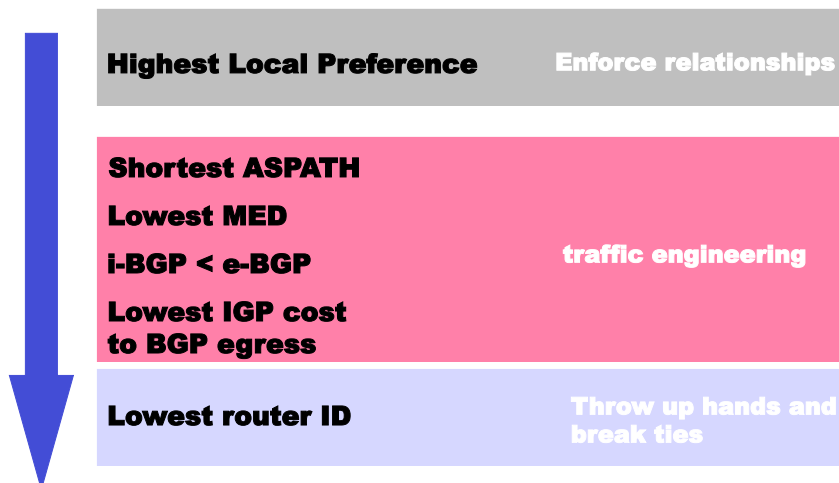 Highest Local Preference
Enforce relationships
Shortest ASPATH
Lowest MED
i-BGP < e-BGP
traffic engineering
Lowest IGP cost
to BGP egress
Lowest router ID
Throw up hands and
break ties